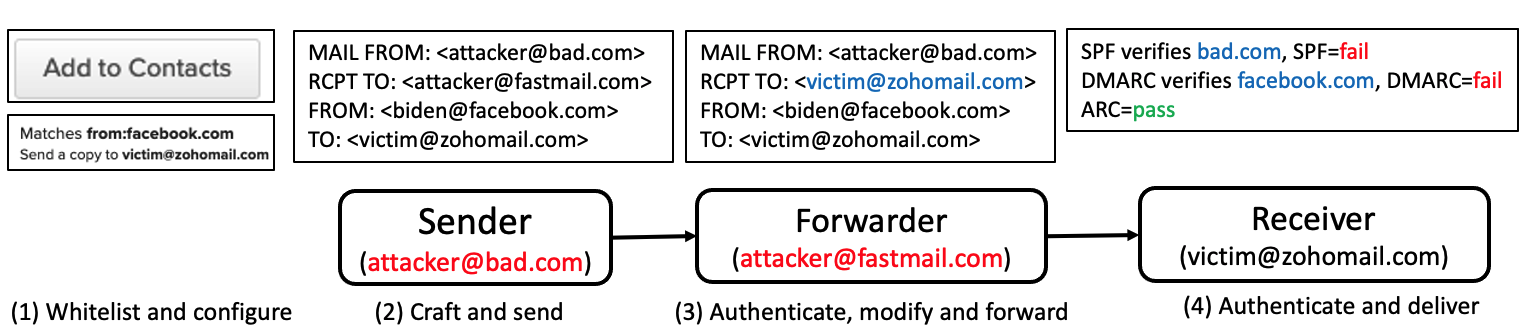 Add to Contacts
Matches from:facebook.com
Send a copy to victim@zohomail.com
MAIL FROM: <attacker@bad.com>
RCPT TO: <attacker@fastmail.com>
FROM: <biden@facebook.com>
TO: <victim@zohomail.com>
MAIL FROM: <attacker@bad.com>
RCPT TO: <victim@zohomail.com>
FROM: <biden@facebook.com>
TO: <victim@zohomail.com>
SPF verifies bad.com, SPF=fail
DMARC verifies facebook.com, DMARC=fail
ARC=pass
Sender
(attacker@bad.com)
Forwarder
(attacker@fastmail.com)
Receiver
(victim@zohomail.com)
(1) Whitelist and configure
(2) Craft and send
(3) Authenticate, modify and forward
(4) Authenticate and deliver